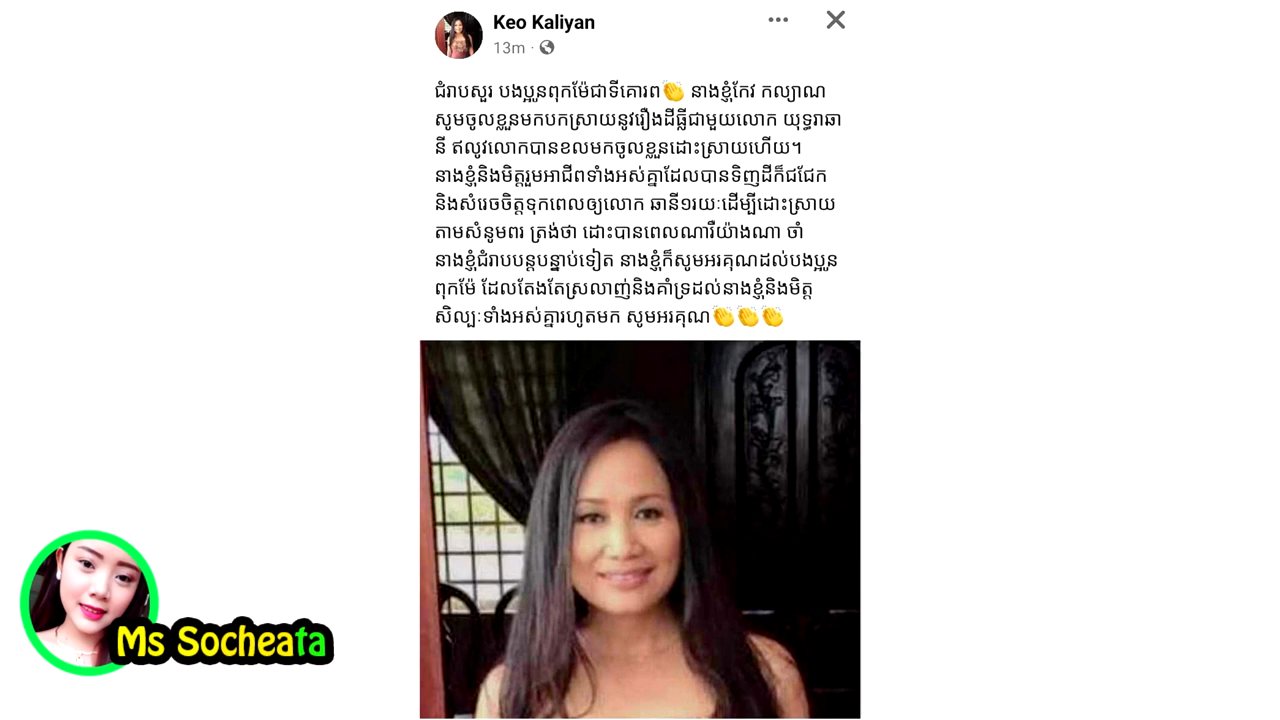 Keo Kaliyan
13m ·
ជំរាបសួរ បងប្អូនពុកម៉ែជាទីគោរព👏 នាងខ្ញុំកែវ កល្យាណ
សូមចូលខ្លួនមកបកស្រាយនូវរឿងដីធ្លីជាមួយលោក យុទ្ធរាឆា
នី ឥលូវលោកបានខលមកចូលខ្លួនដោះស្រាយហើយ។
នាងខ្ញុំនិងមិត្តរួមអាជីពទាំងអស់គ្នាដែលបានទិញដីក៏ជជែក
និងសំរេចចិត្តទុកពេលឲ្យលោក ឆានី១រយៈដើម្បីដោះស្រាយ
តាមសំនូមពរ ត្រង់ថា ដោះបានពេលណារឺយ៉ាងណា ចាំ
នាងខ្ញុំជំរាបបន្តបន្ទាប់ទៀត នាងខ្ញុំក៏សូមអរគុណដល់បងប្អូន
ពុកម៉ែ ដែលតែងតែស្រលាញ់និងគាំទ្រដល់នាងខ្ញុំនិងមិត្ត
សិល្បៈទាំងអស់គ្នារហូតមក សូមអរគុណ👏👏👏
Ms Socheata